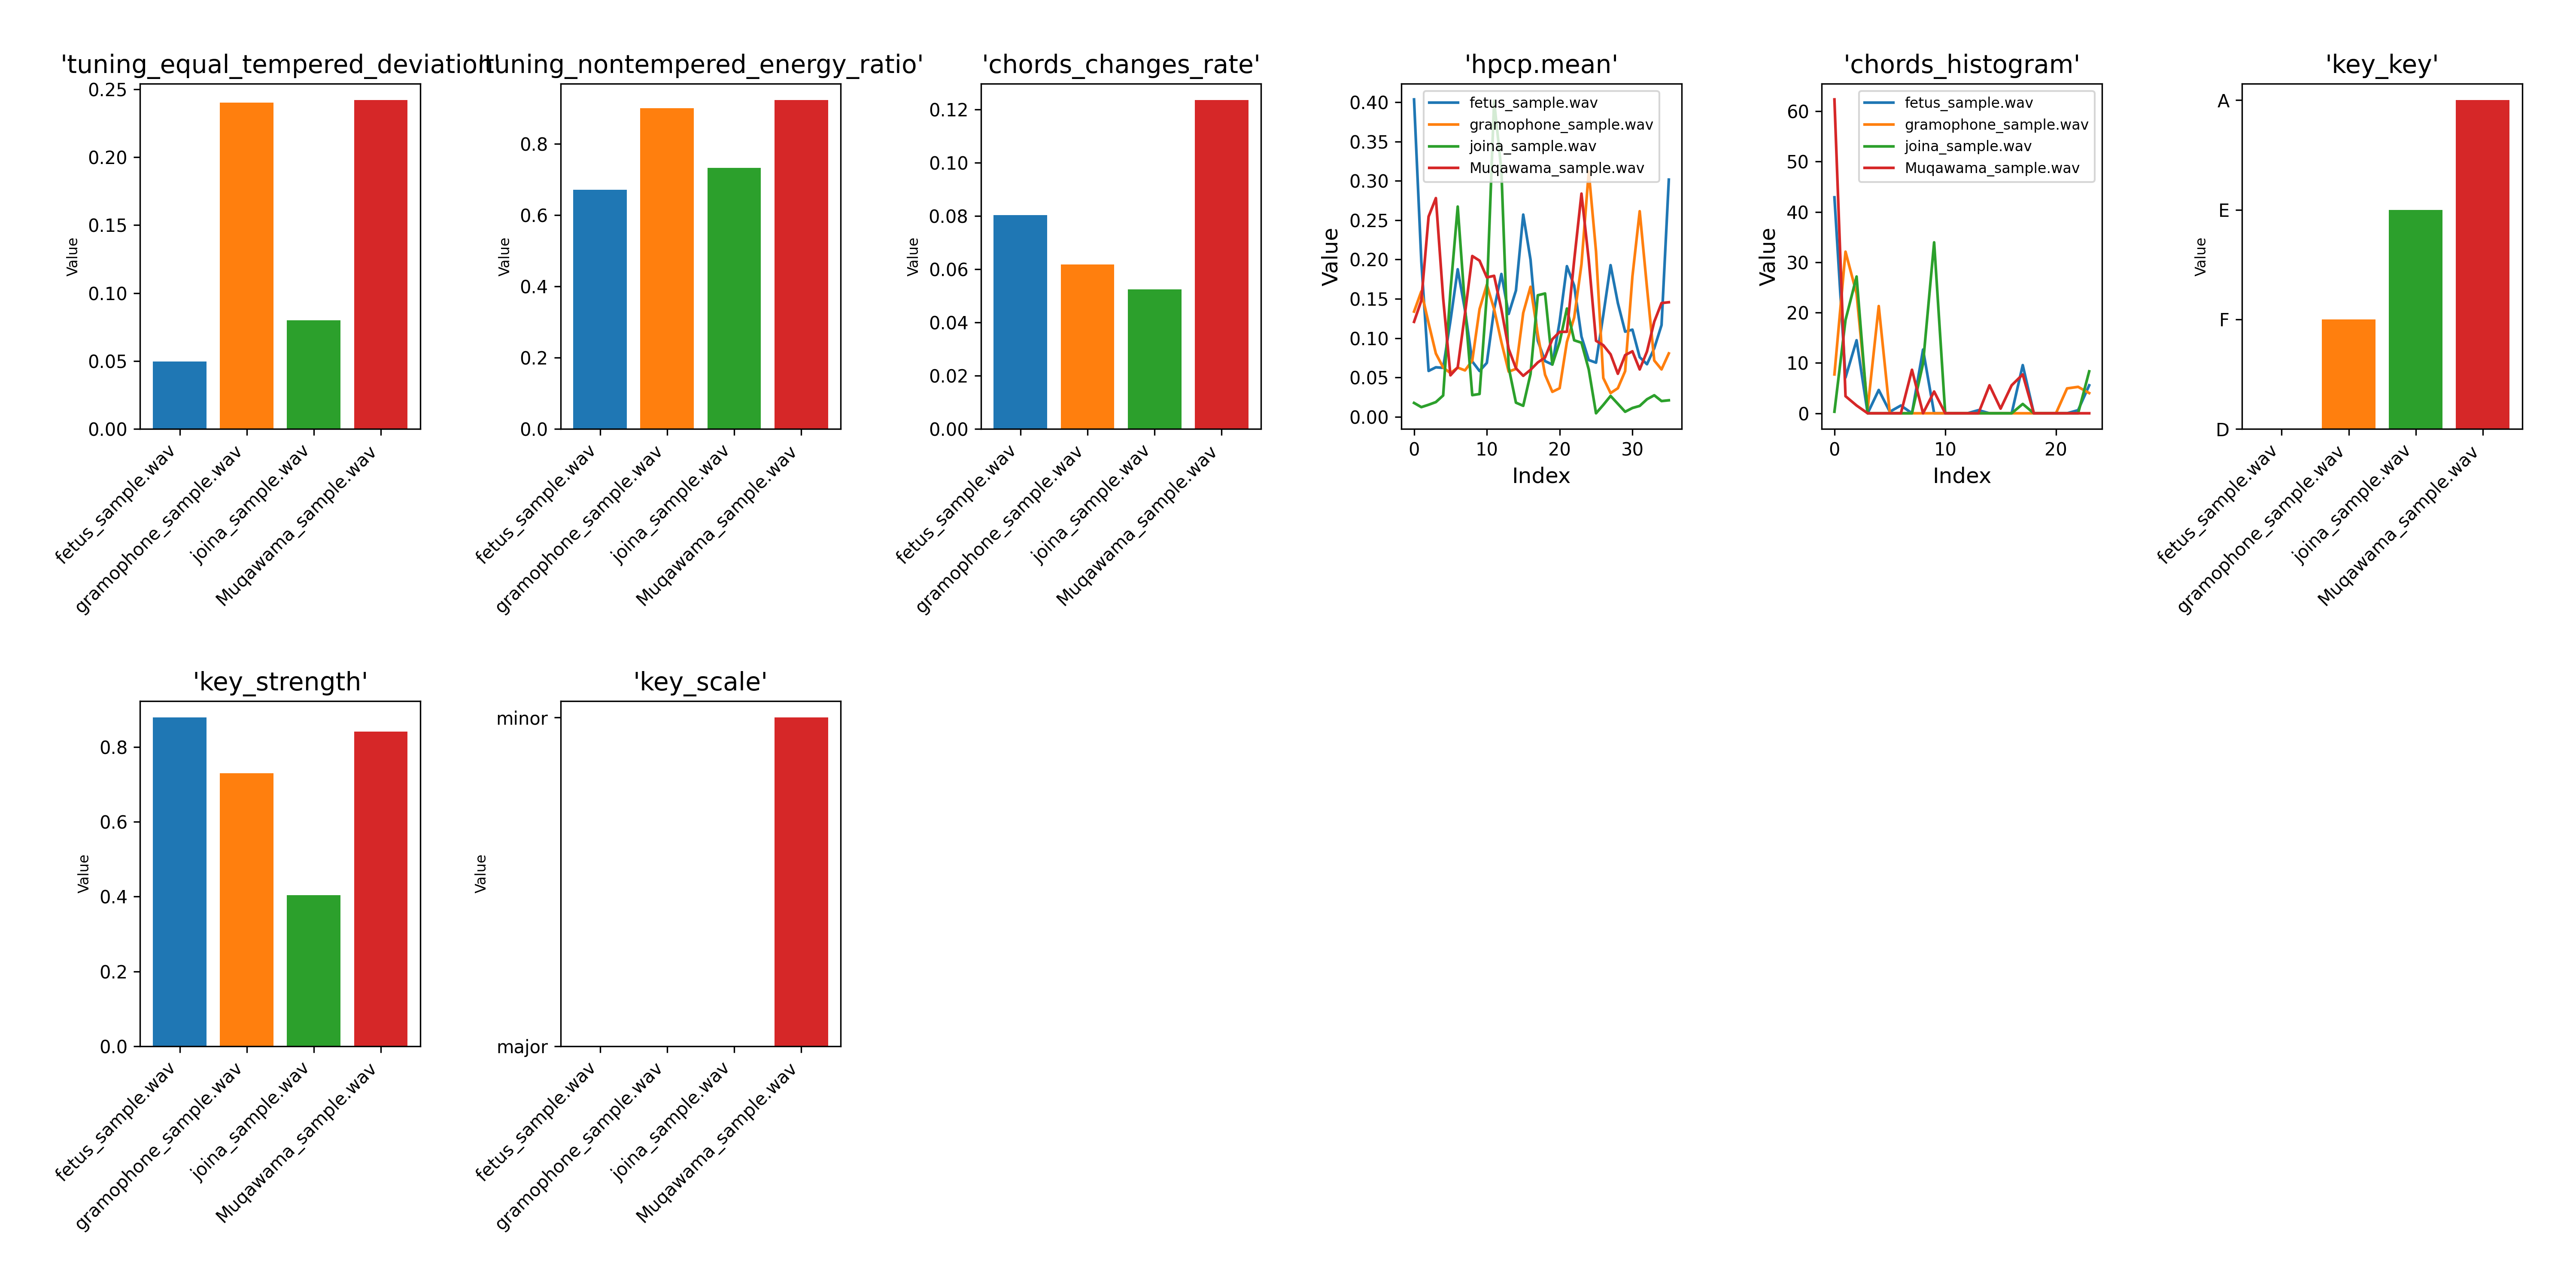 'tuning_equal_tempered_deviation'
0.25
0.20
0.15
0.10
0.05
0.00
Value
fetus_sample.wav
gramophone_sample.wav
joina_sample.wav
Muqawama_sample.wav
'tuning_nontempered_energy_ratio'
0.8
0.6
0.4
0.2
0.0
Value
fetus_sample.wav
gramophone_sample.wav
joina_sample.wav
Muqawama_sample.wav
'chords_changes_rate'
0.12
0.10
0.08
0.06
0.04
0.02
0.00
Value
fetus_sample.wav
gramophone_sample.wav
joina_sample.wav
Muqawama_sample.wav
'hpcp.mean'
fetus_sample.wav
gramophone_sample.wav
joina_sample.wav
Muqawama_sample.wav
0.40
0.35
0.30
0.25
0.20
0.15
0.10
0.05
0.00
Value
0 10 20 30
Index
'chords_histogram'
fetus_sample.wav
gramophone_sample.wav
joina_sample.wav
Muqawama_sample.wav
60
50
40
30
20
10
0
Value
0 10 20
Index
'key_key'
A
E
F
D
Value
fetus_sample.wav
gramophone_sample.wav
joina_sample.wav
Muqawama_sample.wav
'key_strength'
0.8
0.6
0.4
0.2
0.0
Value
fetus_sample.wav
gramophone_sample.wav
joina_sample.wav
Muqawama_sample.wav
'key_scale'
minor
major
Value
fetus_sample.wav
gramophone_sample.wav
joina_sample.wav
Muqawama_sample.wav